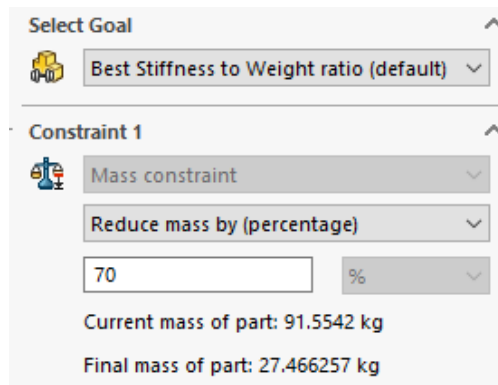 Select Goal
Best Stiffness to Weight ratio (default)
Constraint 1
Mass constraint
Reduce mass by (percentage)
70 %
Current mass of part: 91.5542 kg
Final mass of part: 27.466257 kg